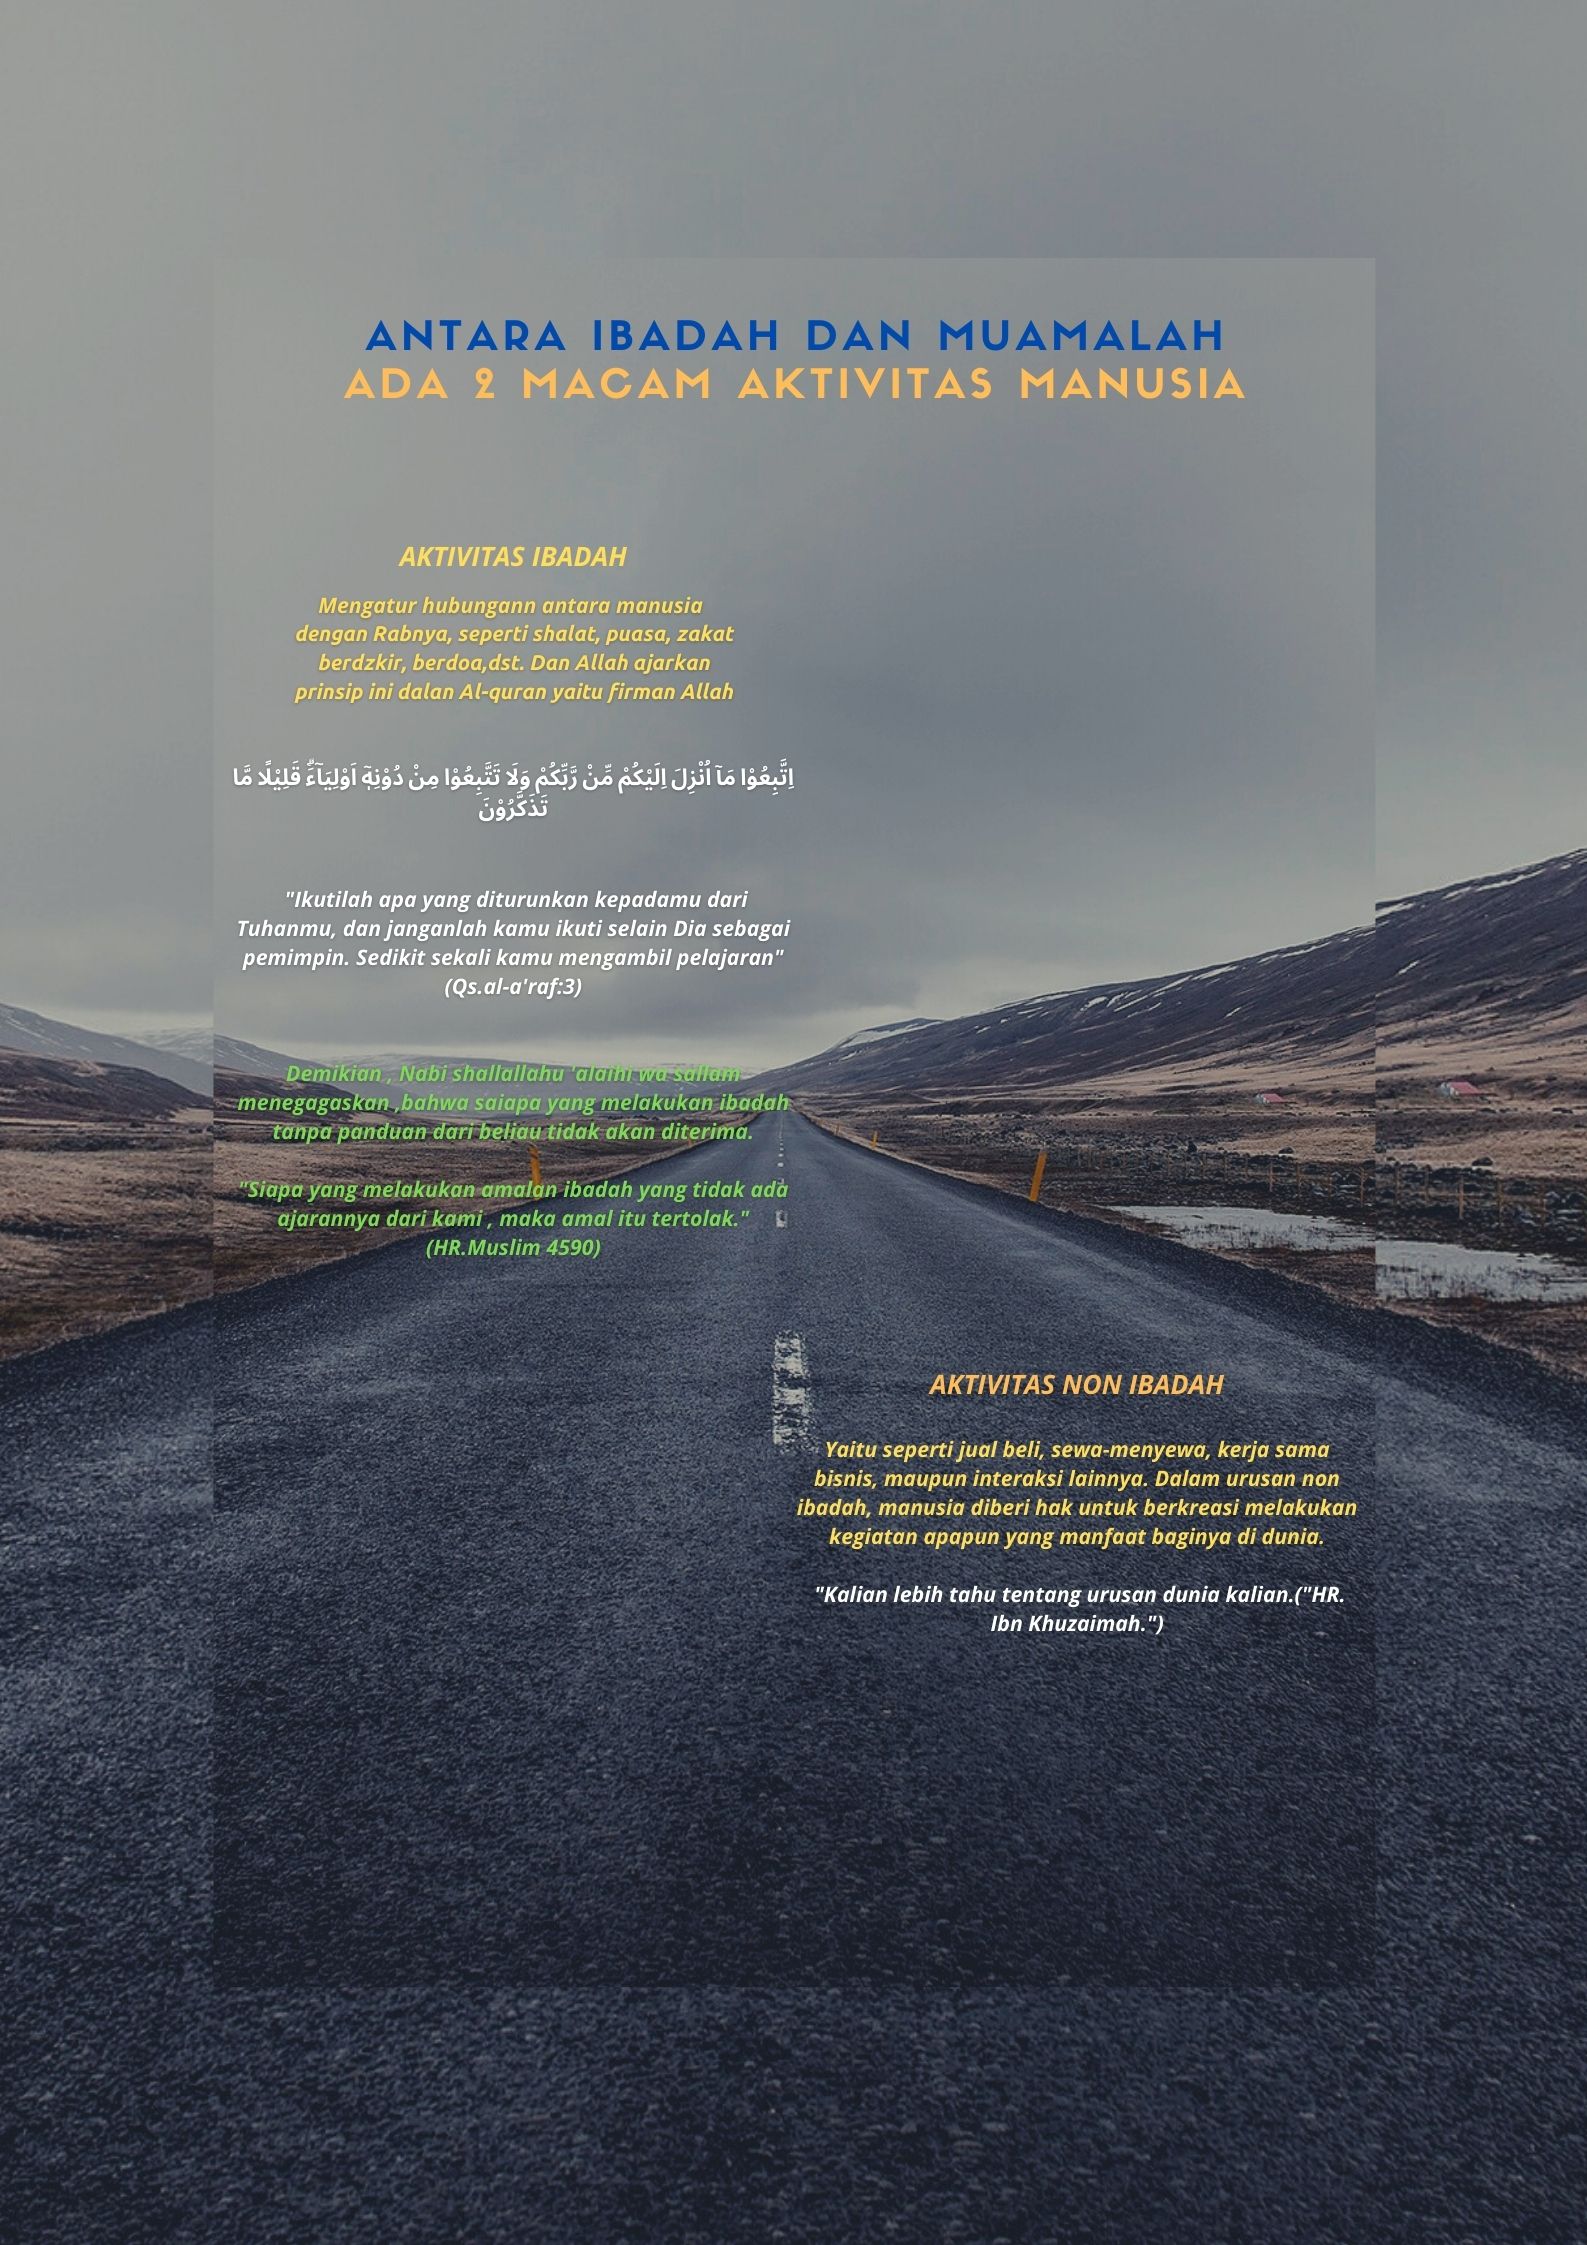 ANTARA IBADAH DAN MUAMALAH
ADA 2 MACAM AKTIVITAS MANUSIA
AKTIVITAS IBADAH
Mengatur hubungann antara manusia
dengan Rabnya, seperti shalat, puasa, zakat
berdzkir, berdoa,dst. Dan Allah ajarkan
prinsip ini dalan Al-quran yaitu firman Allah
اِتَّبِعُوْا مَآ اُنْزِلَ اِلَيْكُمْ مِّنْ رَّبِّكُمْ وَلَا تَتَّبِعُوْا مِنْ دُوْنِهٖٓ اَوْلِيَاۤءَۗ قَلِيْلًا مَّا
تَذَكَّرُوْنَ
"Ikutilah apa yang diturunkan kepadamu dari
Tuhanmu, dan janganlah kamu ikuti selain Dia sebagai
pemimpin. Sedikit sekali kamu mengambil pelajaran"
(Qs.al-a'raf:3)
Demikian , Nabi shallallahu 'alaihi wa sallam
menegagaskan ,bahwa saiapa yang melakukan ibadah
tanpa panduan dari beliau tidak akan diterima.
"Siapa yang melakukan amalan ibadah yang tidak ada
ajarannya dari kami , maka amal itu tertolak."
(HR.Muslim 4590)
AKTIVITAS NON IBADAH
Yaitu seperti jual beli, sewa-menyewa, kerja sama
bisnis, maupun interaksi lainnya. Dalam urusan non
ibadah, manusia diberi hak untuk berkreasi melakukan
kegiatan apapun yang manfaat baginya di dunia.
"Kalian lebih tahu tentang urusan dunia kalian.("HR.
Ibn Khuzaimah.")